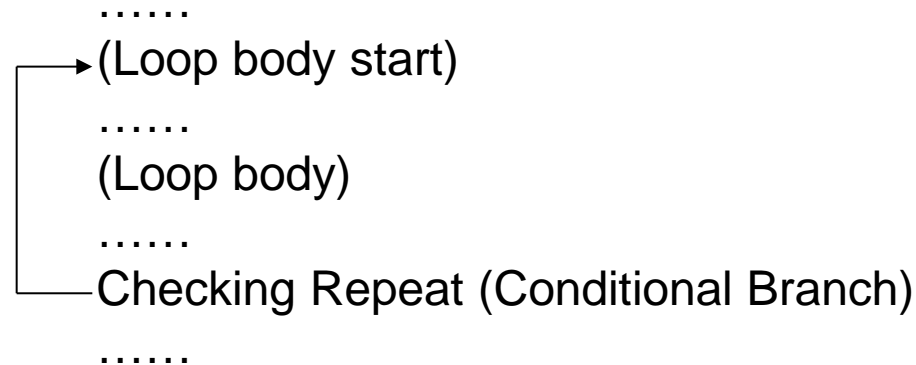 ……
(Loop body start)
……
(Loop body)
……
Checking Repeat (Conditional Branch)
……